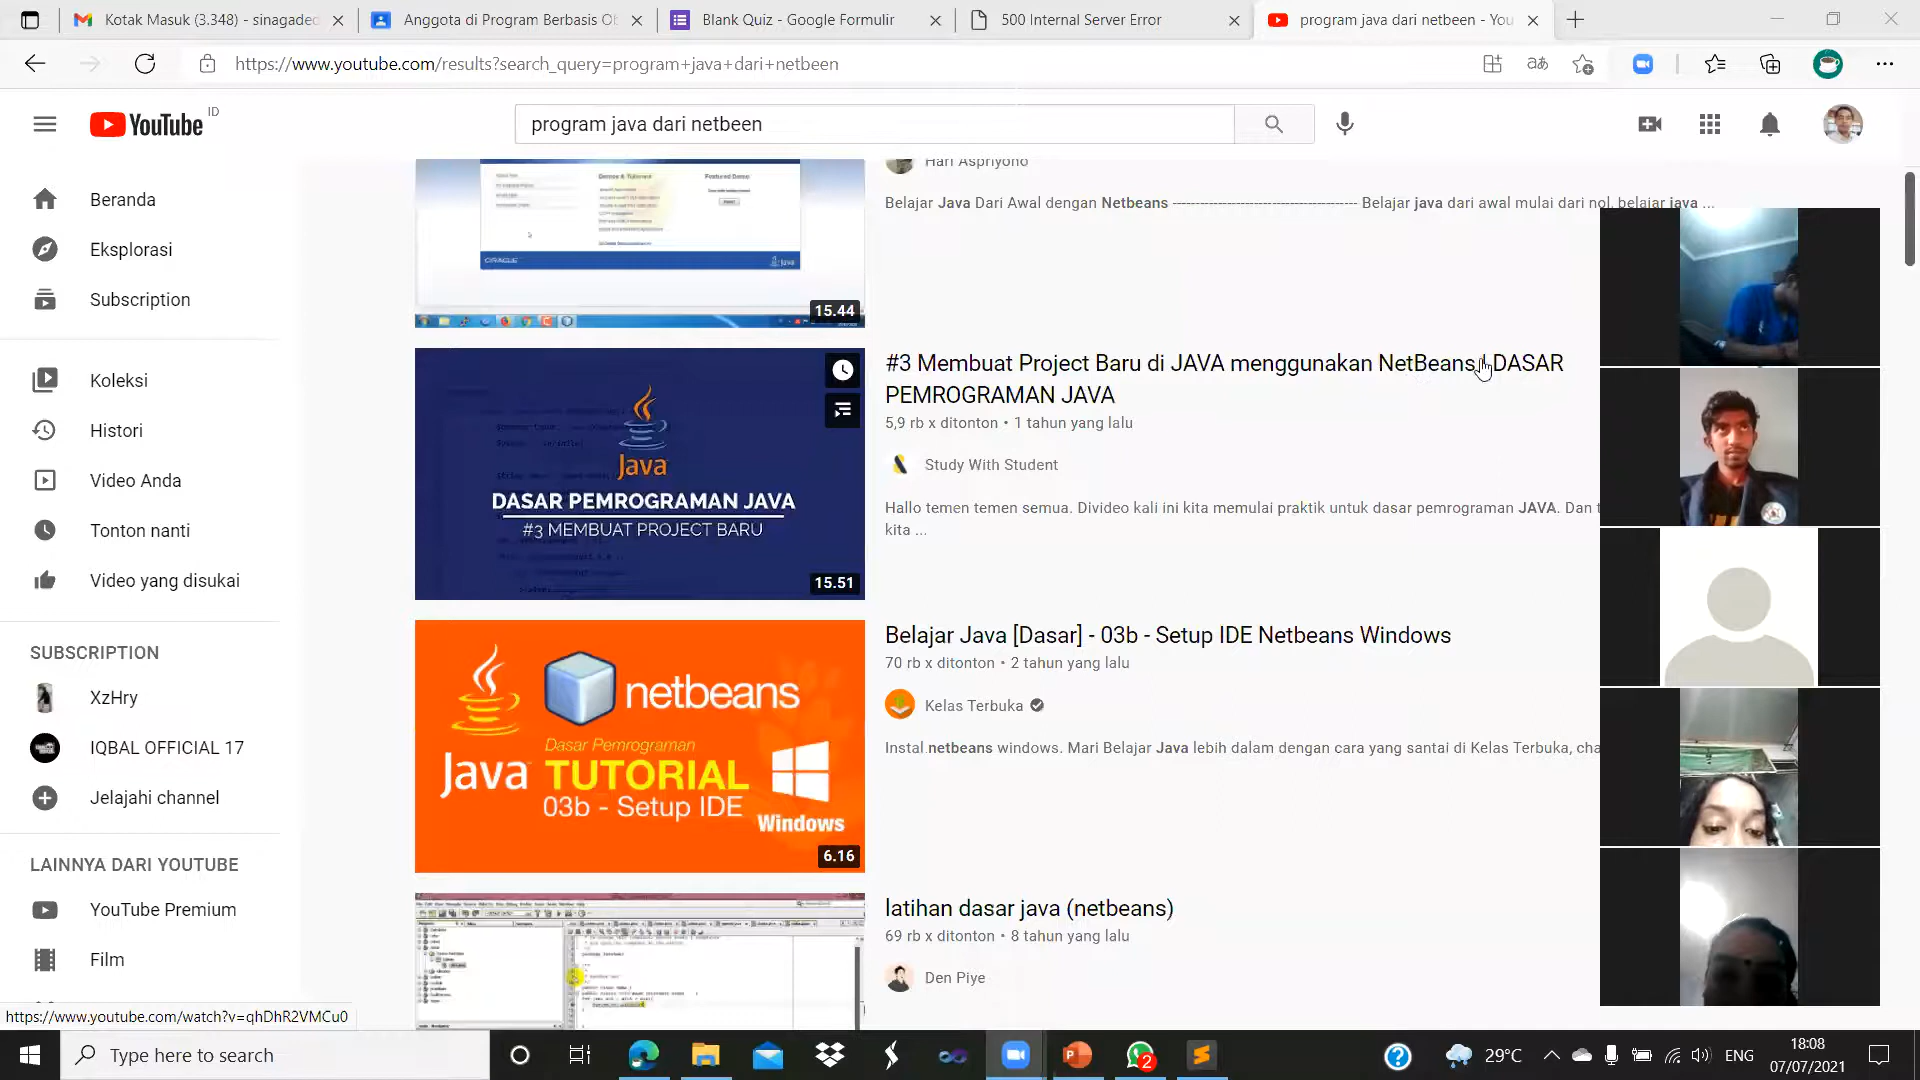 Kotak Masuk (3.348) - sinagaded
Anggota di Program Berbasis Ob
Blank Quiz - Google Formulir
500 Internal Server Error
program java dari netbeen - You
https://www.youtube.com/results?search_query=program+java+dari+netbeen
YouTube ID
program java dari netbeen
Beranda
Eksplorasi
Subscription
Koleksi
Histori
Video Anda
Tonton nanti
Video yang disukai
SUBSCRIPTION
XzHry
IQBAL OFFICIAL 17
Jelajahi channel
LAINNYA DARI YOUTUBE
YouTube Premium
Film
https://www.youtube.com/watch?v=qhDhR2VMCu0
Demos & Tutorials
Featured Demo
ORACLE
Java
15.44
Hari Aspriyono
Belajar Java Dari Awal dengan Netbeans ---------------------------------------- Belajar java dari awal mulai dari nol, belajar java ...
Java
DASAR PEMROGRAMAN JAVA
#3 MEMBUAT PROJECT BARU
15.51
#3 Membuat Project Baru di JAVA menggunakan NetBeans | DASAR
PEMROGRAMAN JAVA
5,9 rb x ditonton • 1 tahun yang lalu
Study With Student
Hallo temen temen semua. Divideo kali ini kita memulai praktik untuk dasar pemrograman JAVA. Dan
kita ...
netbeans
Dasar Pemrograman
Java TUTORIAL
03b - Setup IDE
Windows
6.16
Belajar Java [Dasar] - 03b - Setup IDE Netbeans Windows
70 rb x ditonton • 2 tahun yang lalu
Kelas Terbuka
Instal netbeans windows. Mari Belajar Java lebih dalam dengan cara yang santai di Kelas Terbuka, cha
latihan dasar java (netbeans)
69 rb x ditonton • 8 tahun yang lalu
Den Piye
Type here to search
2
29°C
ENG
18:08
07/07/2021